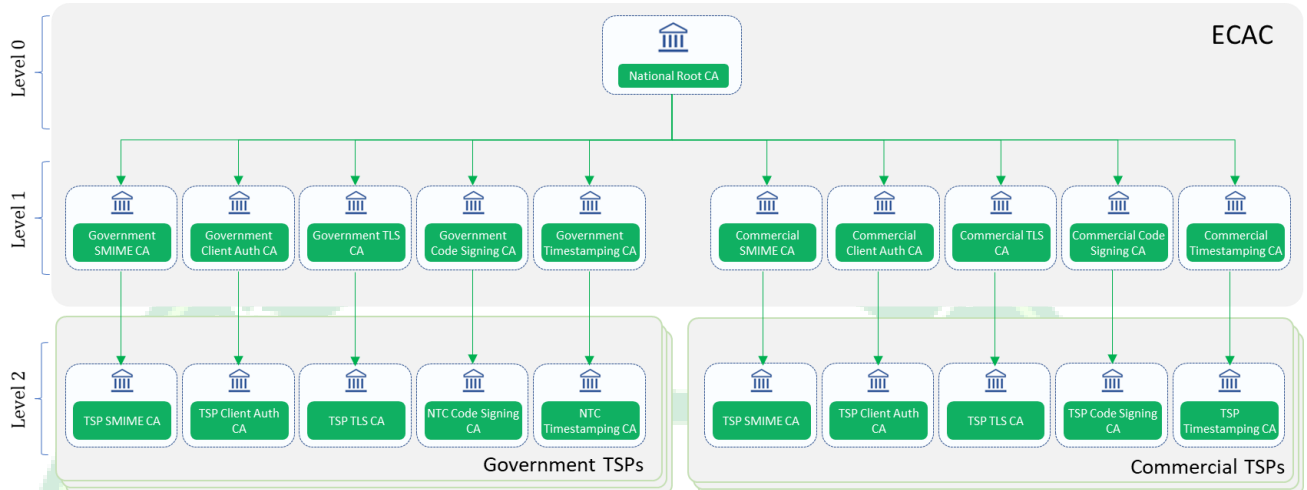 Level 0
ECAC
National Root CA
Level 1
Government
SMIME CA
Government
Client Auth CA
Government TLS
CA
Government
Code Signing CA
Government
Timestamping CA
Commercial
SMIME CA
Commercial
Client Auth CA
Commercial TLS
CA
Commercial Code
Signing CA
Commercial
Timestamping CA
Level 2
TSP SMIME CA
TSP Client Auth
CA
TSP TLS CA
NTC Code Signing
CA
NTC
Timestamping CA
Government TSPs
TSP SMIME CA
TSP Client Auth
CA
TSP TLS CA
TSP Code Signing
CA
TSP
Timestamping CA
Commercial TSPs